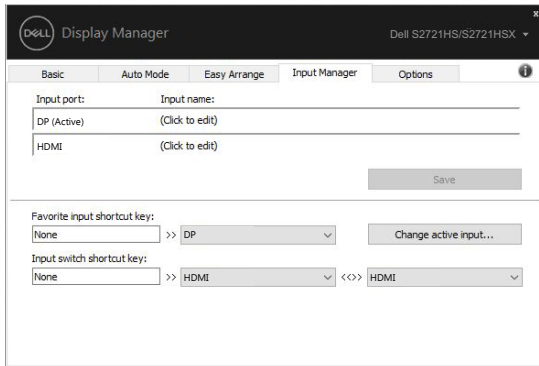 x
DELL Display Manager Dell S2721HS/S2721HSX
Basic Auto Mode Easy Arrange Input Manager Options
Input port: Input name:
DP (Active) (Click to edit)
HDMI (Click to edit)
Save
Favorite input shortcut key:
None >> DP Change active input...
Input switch shortcut key:
None >> HDMI <<>> HDMI